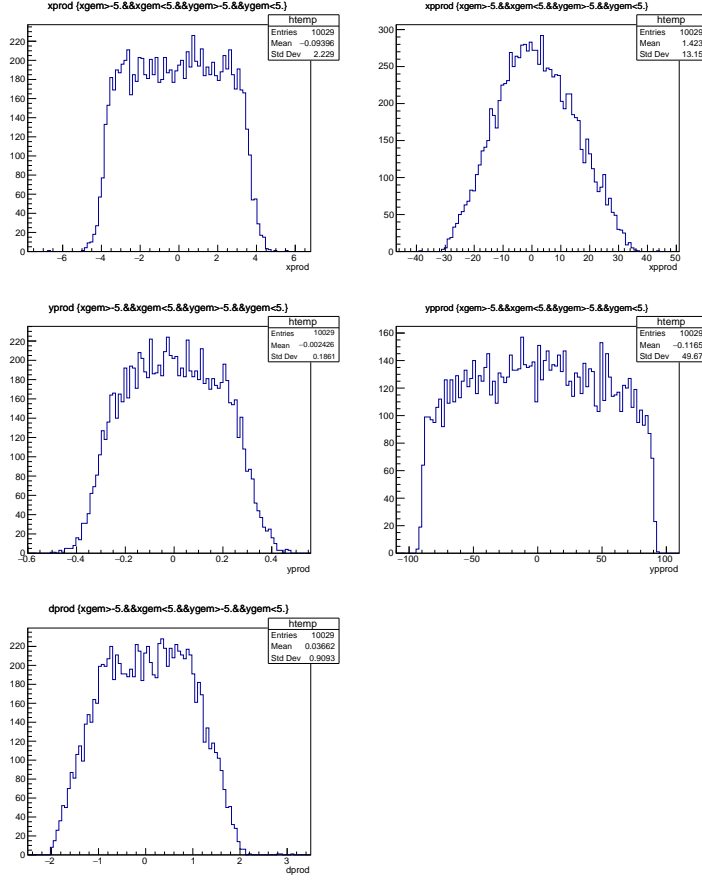 xprod {xgem>-5.&&xgem<5.&&ygem>-5.&&ygem<5.}
htemp
Entries 10029
Mean −0.09396
Std Dev 2.229
220
200
180
160
140
120
100
80
60
40
20
0
−6 −4 −2 0 2 4 6
xprod
xpprod {xgem>-5.&&xgem<5.&&ygem>-5.&&ygem<5.}
htemp
Entries 10029
Mean 1.423
Std Dev 13.15
300
250
200
150
100
50
0
−40 −30 −20 −10 0 10 20 30 40 50
xpprod
yprod {xgem>-5.&&xgem<5.&&ygem>-5.&&ygem<5.}
htemp
Entries 10029
Mean −0.002426
Std Dev 0.1861
220
200
180
160
140
120
100
80
60
40
20
0
−0.6 −0.4 −0.2 0 0.2 0.4
yprod
ypprod {xgem>-5.&&xgem<5.&&ygem>-5.&&ygem<5.}
htemp
Entries 10029
Mean −0.1165
Std Dev 49.67
160
140
120
100
80
60
40
20
0
−100 −50 0 50 100
ypprod
dprod {xgem>-5.&&xgem<5.&&ygem>-5.&&ygem<5.}
htemp
Entries 10029
Mean 0.03662
Std Dev 0.9093
220
200
180
160
140
120
100
80
60
40
20
0
−2 −1 0 1 2 3
dprod